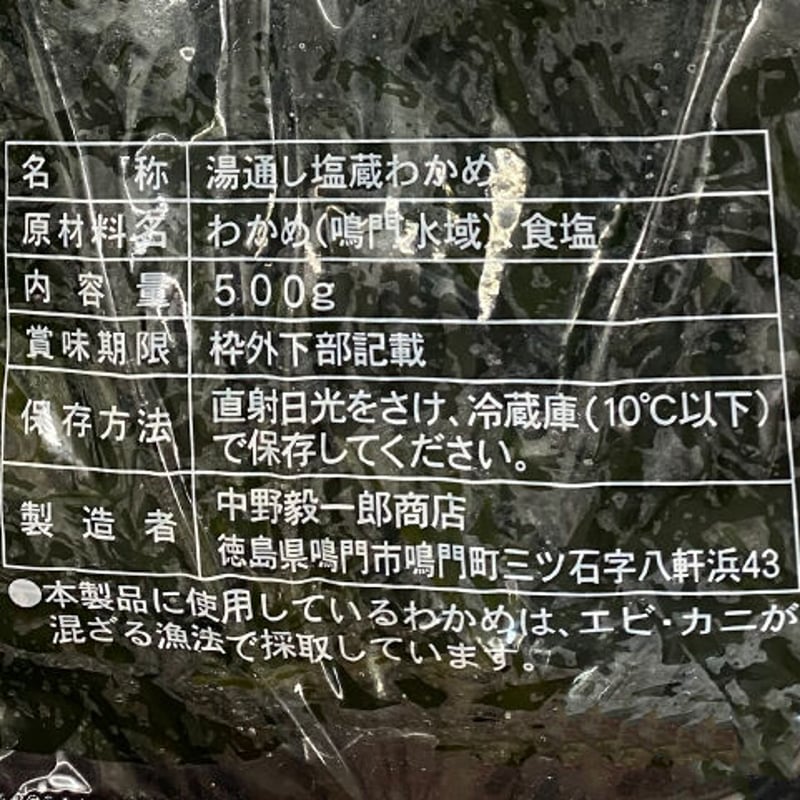 名称 湯通し塩蔵わかめ
原材料名 わかめ(鳴門水域)、食塩
内容量 500g
賞味期限 枠外下部記載
保存方法 直射日光をさけ、冷蔵庫(10℃以下)
で保存してください。
製造者 中野毅一郎商店
徳島県鳴門市鳴門町三ツ石字八軒浜43
●本製品に使用しているわかめは、エビ・カニが
混ざる漁法で採取しています。